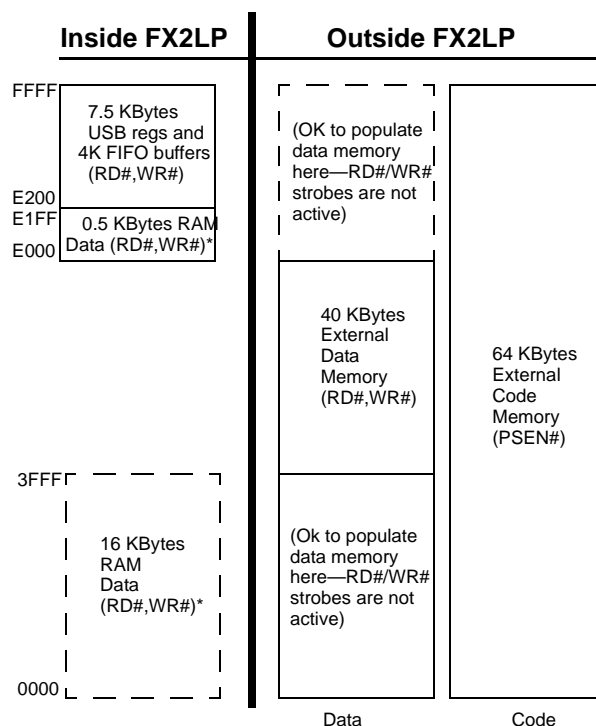 Inside FX2LP
Outside FX2LP
FFFF
7.5 KBytes
USB regs and
4K FIFO buffers
(RD#,WR#)
E200
E1FF
0.5 KBytes RAM
Data (RD#,WR#)*
E000
(OK to populate
data memory
here—RD#/WR#
strobes are not
active)
40 KBytes
External
Data
Memory
(RD#,WR#)
64 KBytes
External
Code
Memory
(PSEN#)
3FFF
16 KBytes
RAM
Data
(RD#,WR#)*
(Ok to populate
data memory
here—RD#/WR#
strobes are not
active)
0000
Data
Code